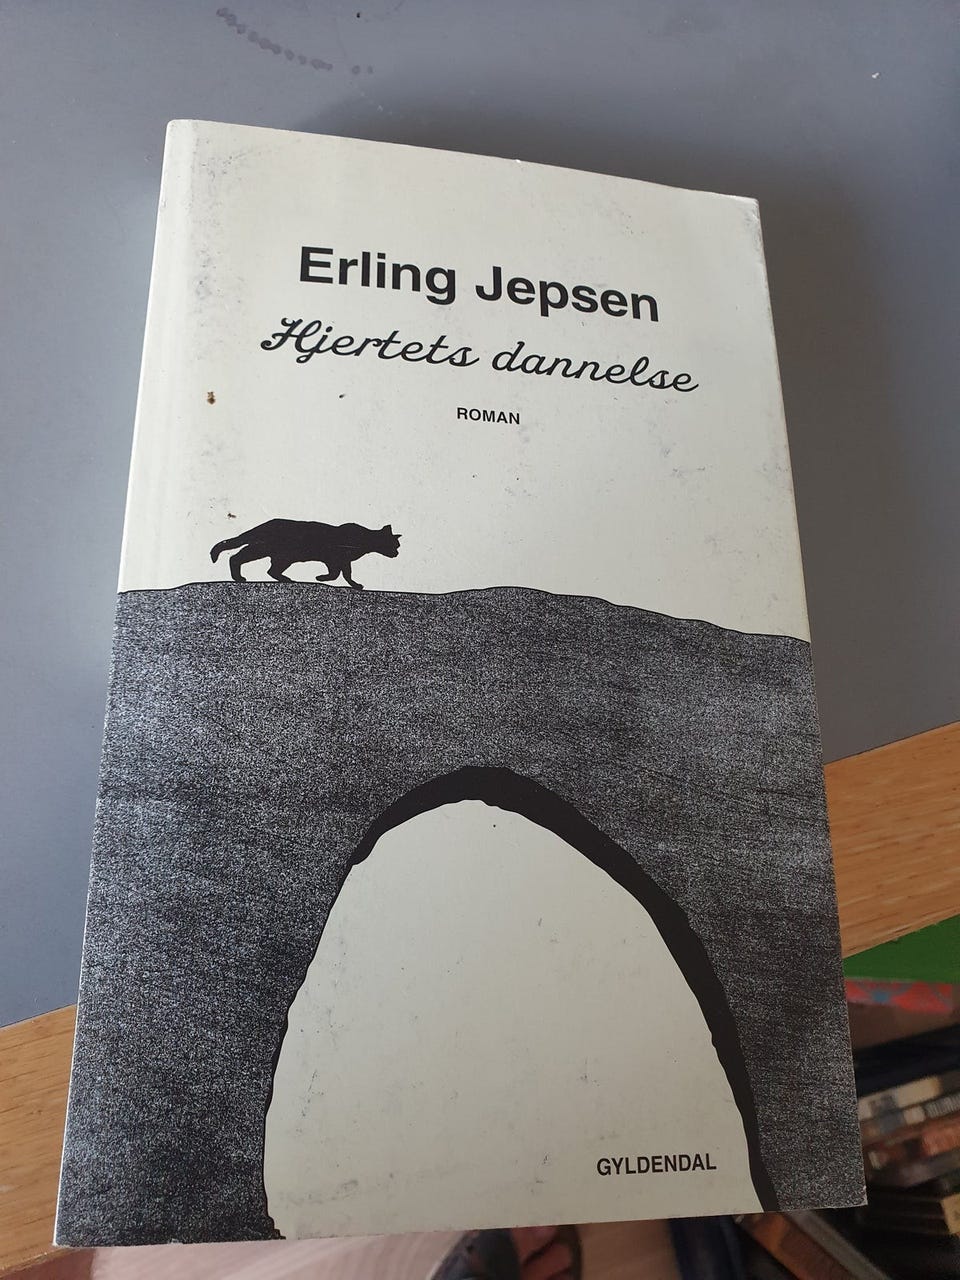 Erling Jepsen
Hjertets dannelse
ROMAN
GYLDENDAL